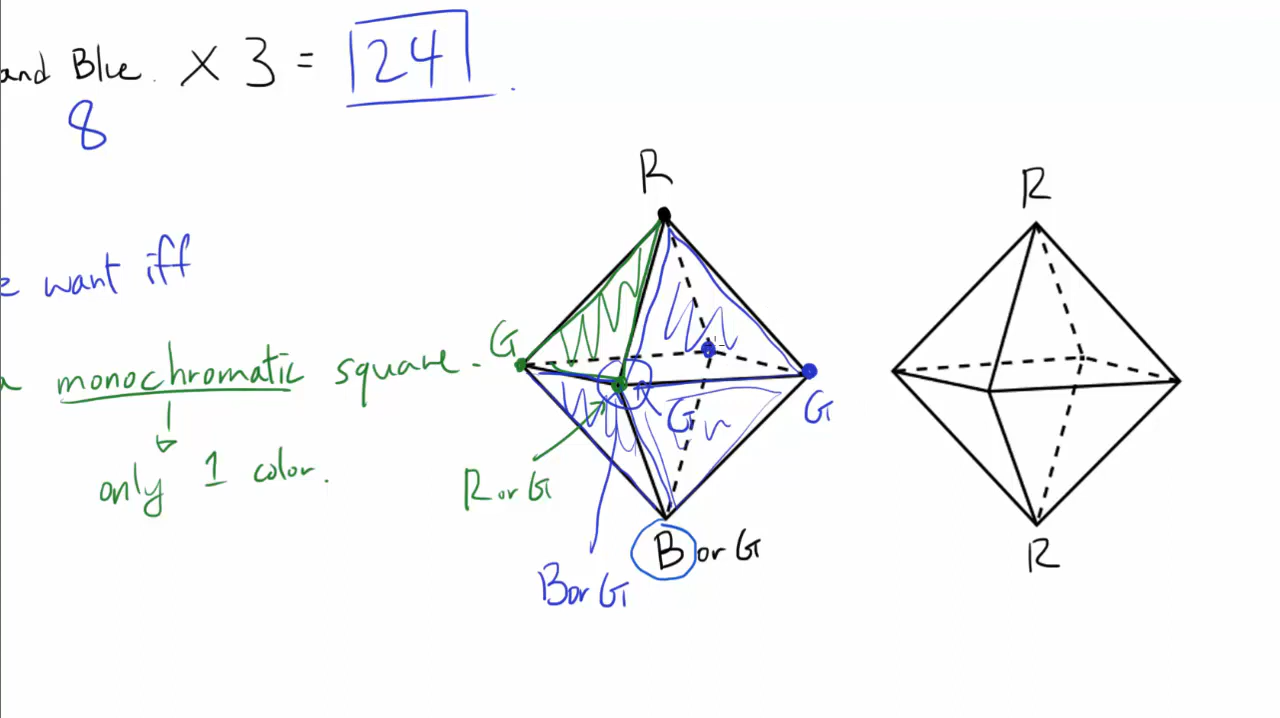 and Blue. × 3 = 24.
8
R
R
e want iff
G
a monochromatic square.
G
G
only 1 color.
R or G
B or G
B or G
R